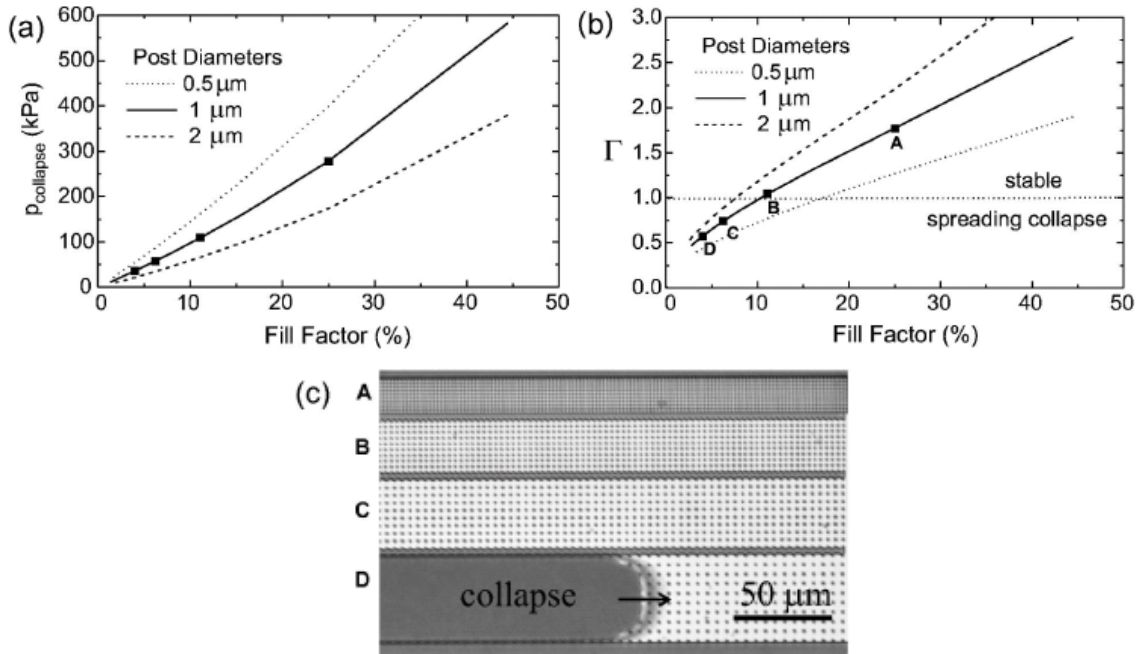 (a)
600
500
400
300
200
100
0
p_collapse (kPa)
Post Diameters
0.5 μm
1 μm
2 μm
0 10 20 30 40 50
Fill Factor (%)
(b)
3.0
2.5
2.0
1.5
1.0
0.5
0.0
Γ
Post Diameters
0.5 μm
1 μm
2 μm
A
B
C
D
stable
spreading collapse
0 10 20 30 40 50
Fill Factor (%)
(c)
A
B
C
D
collapse
50 μm